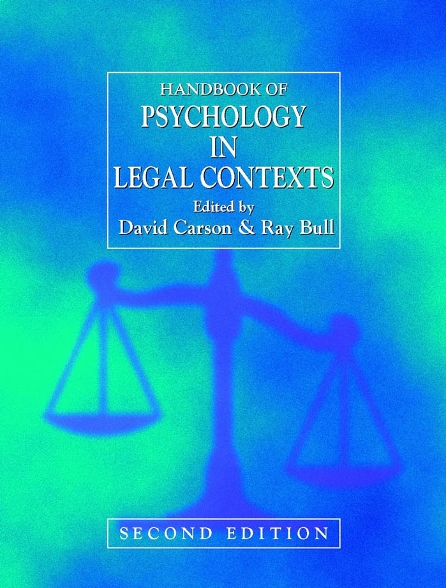 HANDBOOK OF
PSYCHOLOGY
IN
LEGAL CONTEXTS
Edited by
David Carson & Ray Bull
SECOND EDITION